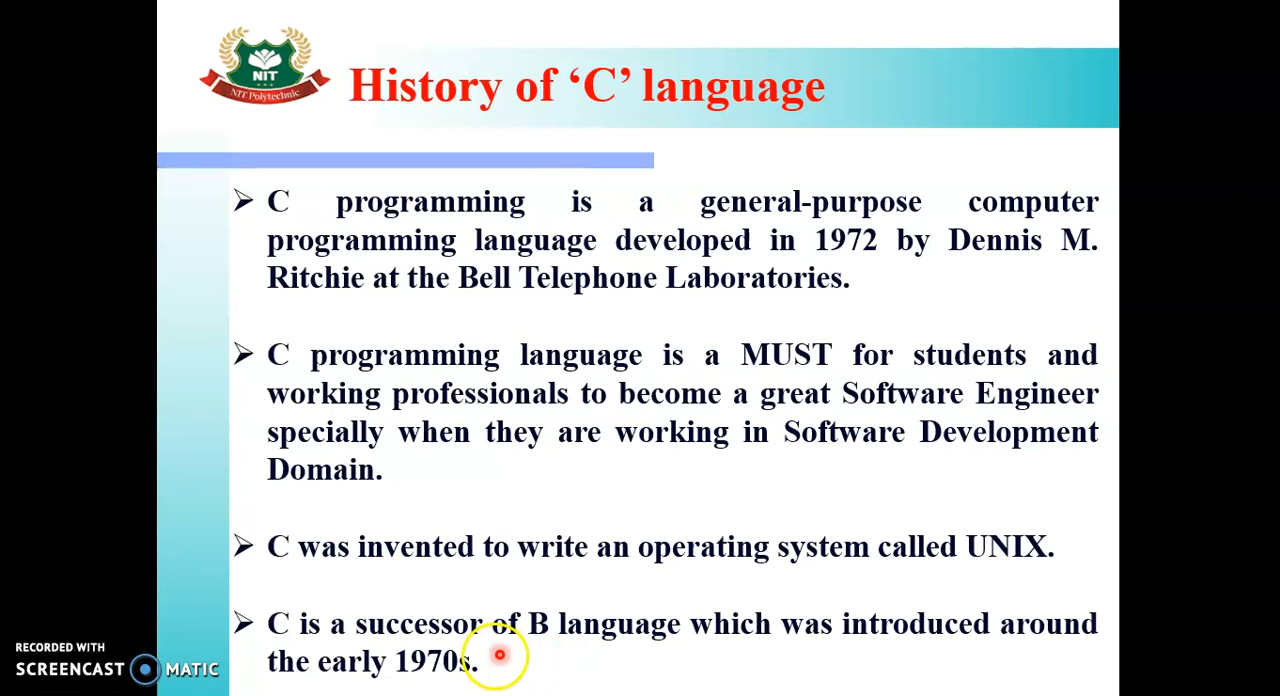 NIT
NIT Polytechnic
History of ‘C’ language
➢ C programming is a general-purpose computer
programming language developed in 1972 by Dennis M.
Ritchie at the Bell Telephone Laboratories.
➢ C programming language is a MUST for students and
working professionals to become a great Software Engineer
specially when they are working in Software Development
Domain.
➢ C was invented to write an operating system called UNIX.
➢ C is a successor of B language which was introduced around
the early 1970s.
RECORDED WITH
SCREENCAST MATIC